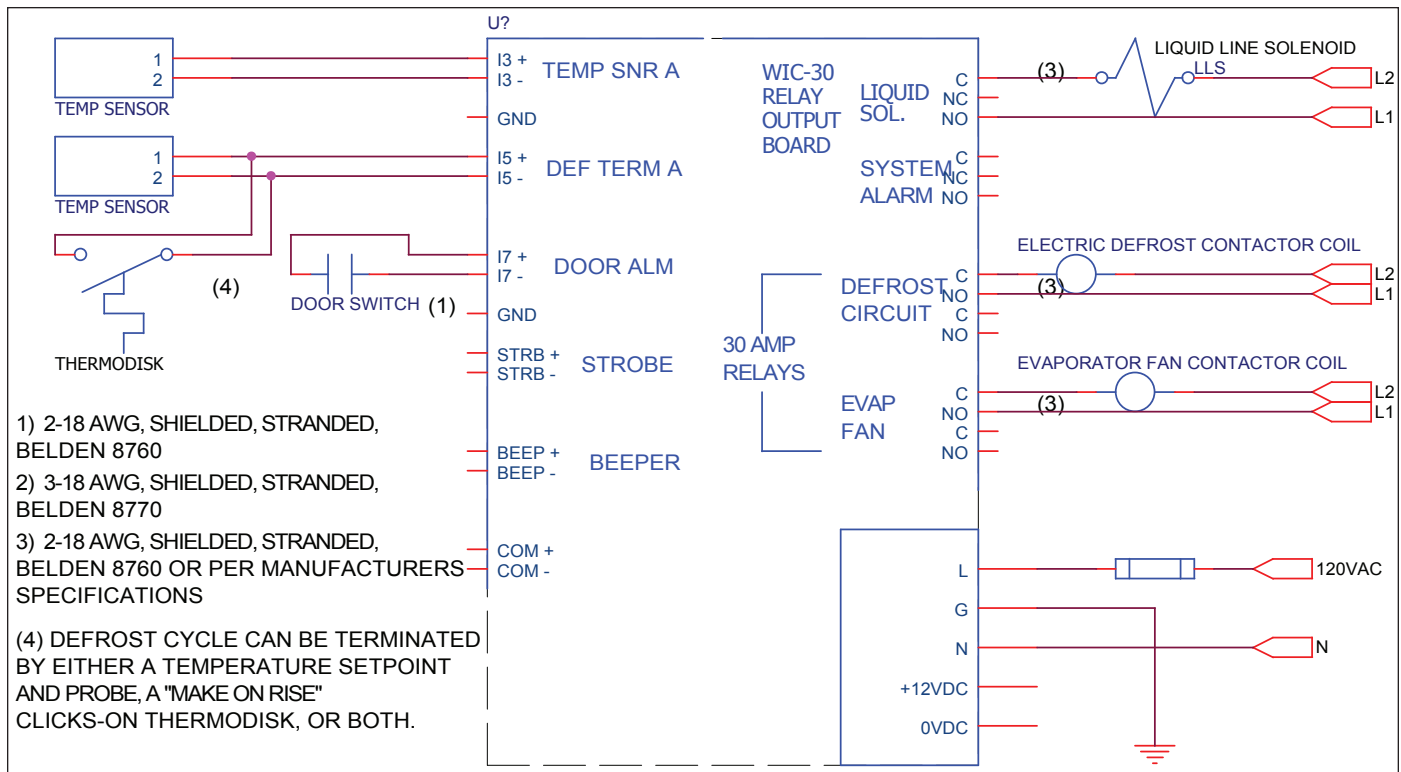 U?
1
2
TEMP SENSOR
1
2
TEMP SENSOR
THERMODISK
(4)
DOOR SWITCH
(1)
I3 +
I3 -
TEMP SNR A
GND
I5 +
I5 -
DEF TERM A
I7 +
I7 -
DOOR ALM
GND
STRB +
STRB -
STROBE
BEEP +
BEEP -
BEEPER
COM +
COM -
WIC-30
RELAY
OUTPUT
BOARD
LIQUID
SOL.
C
NC
NO
SYSTEM
ALARM
C
NC
NO
30 AMP
RELAYS
DEFROST
CIRCUIT
C
NO
C
NO
EVAP
FAN
C
NO
C
NO
L
G
N
+12VDC
0VDC
(3)
LIQUID LINE SOLENOID
LLS
L2
L1
ELECTRIC DEFROST CONTACTOR COIL
(3)
L2
L1
EVAPORATOR FAN CONTACTOR COIL
(3)
L2
L1
120VAC
N
1) 2-18 AWG, SHIELDED, STRANDED,
BELDEN 8760
2) 3-18 AWG, SHIELDED, STRANDED,
BELDEN 8770
3) 2-18 AWG, SHIELDED, STRANDED,
BELDEN 8760 OR PER MANUFACTURERS
SPECIFICATIONS
(4) DEFROST CYCLE CAN BE TERMINATED
BY EITHER A TEMPERATURE SETPOINT
AND PROBE, A "MAKE ON RISE"
CLICKS-ON THERMODISK, OR BOTH.